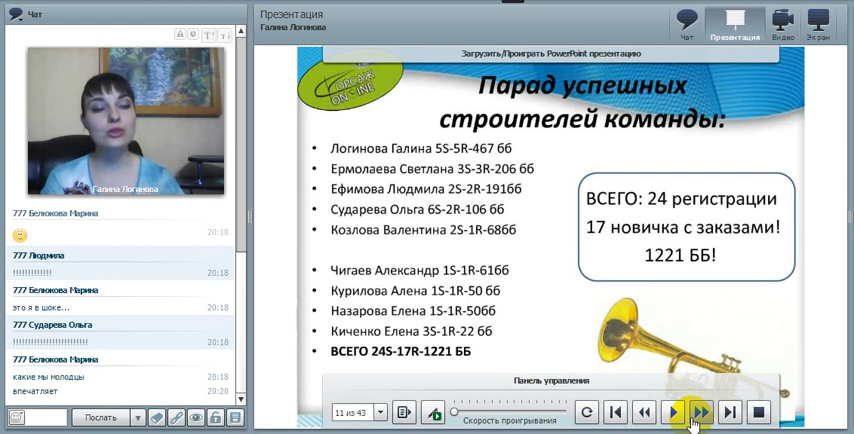 Чат
Галина Логинова
777 Белюкова Марина
20:18
777 Людмила
!!!!!!!!!!!!!
20:18
777 Белюкова Марина
это я в шоке...
20:18
777 Сударева Ольга
!!!!!!!!!!!!!!!!!!!!!!!!!
20:18
777 Белюкова Марина
какие мы молодцы
20:18
впечатляет
20:20
Послать
Презентация
Галина Логинова
Чат
Презентация
Видео
Экран
Загрузить/Проиграть PowerPoint презентацию
ФОРСАЖ
ON-LINE
Парад успешных
строителей команды:
• Логинова Галина 5S-5R-467 бб
• Ермолаева Светлана 3S-3R-206 бб
• Ефимова Людмила 2S-2R-191бб
• Сударева Ольга 6S-2R-106 бб
• Козлова Валентина 2S-1R-68бб
• Чигаев Александр 1S-1R-61бб
• Курилова Алена 1S-1R-50 бб
• Назарова Елена 1S-1R-50бб
• Киченко Елена 3S-1R-22 бб
• ВСЕГО 24S-17R-1221 ББ
ВСЕГО: 24 регистрации
17 новичка с заказами!
1221 ББ!
Панель управления
11 из 43
Скорость проигрывания